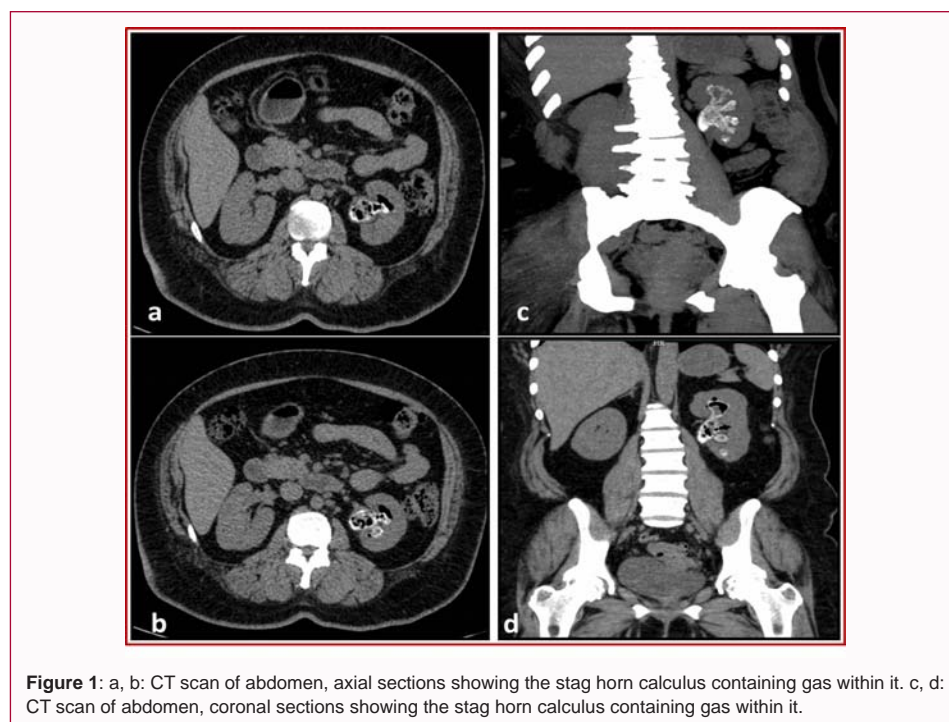 a
c
b
d
Figure 1: a, b: CT scan of abdomen, axial sections showing the stag horn calculus containing gas within it. c, d:
CT scan of abdomen, coronal sections showing the stag horn calculus containing gas within it.